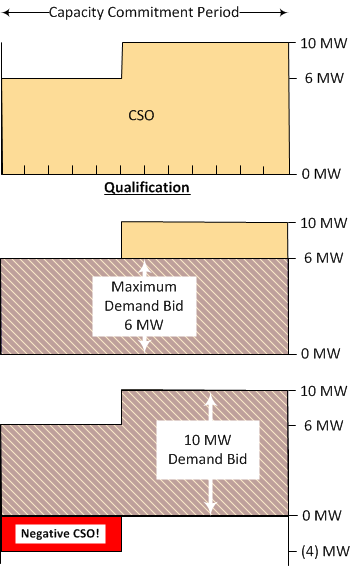 Capacity Commitment Period
10 MW
6 MW
CSO
0 MW
Qualification
10 MW
6 MW
Maximum
Demand Bid
6 MW
0 MW
10 MW
6 MW
10 MW
Demand Bid
0 MW
Negative CSO!
(4) MW